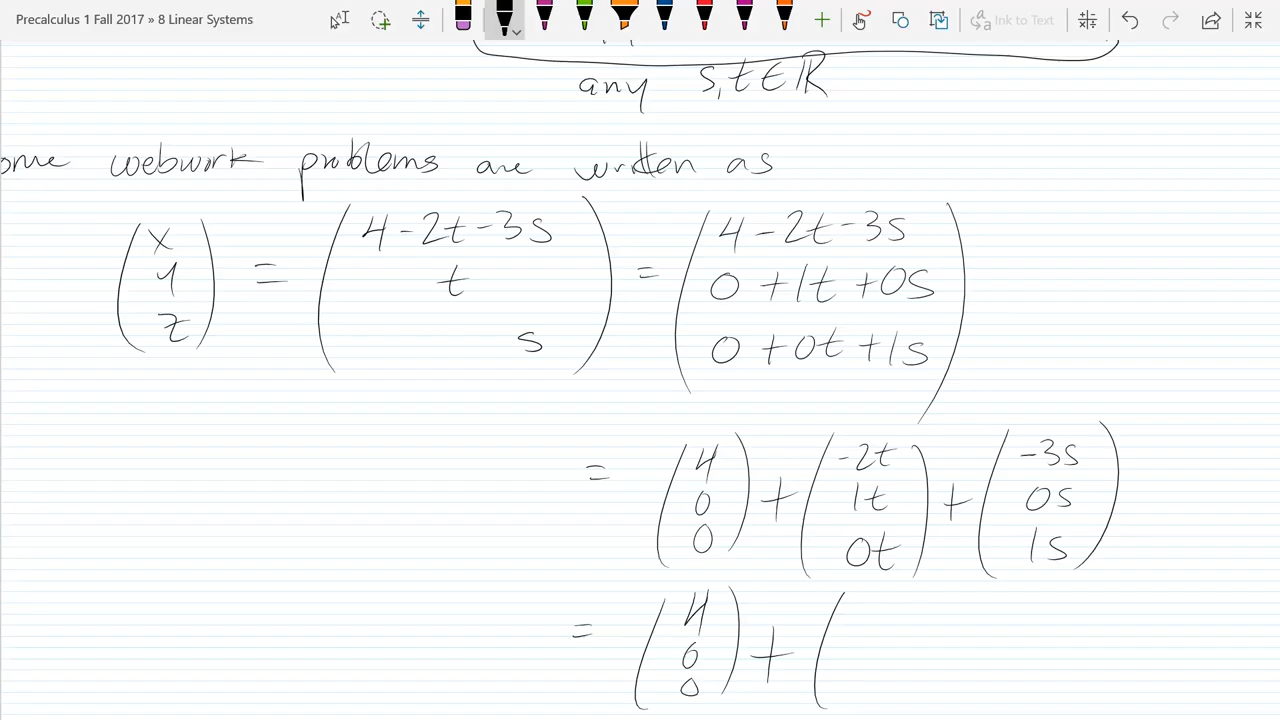 Precalculus 1 Fall 2017 » 8 Linear Systems Ink to Text
any s,t∈ℝ
ome webwork problems are written as
(x y z) = (4-2t-3s t s) = (4-2t-3s 0+1t+0s 0+0t+1s)
= (4 0 0) + (-2t 1t 0t) + (-3s 0s 1s)
= (4 0 0) + (